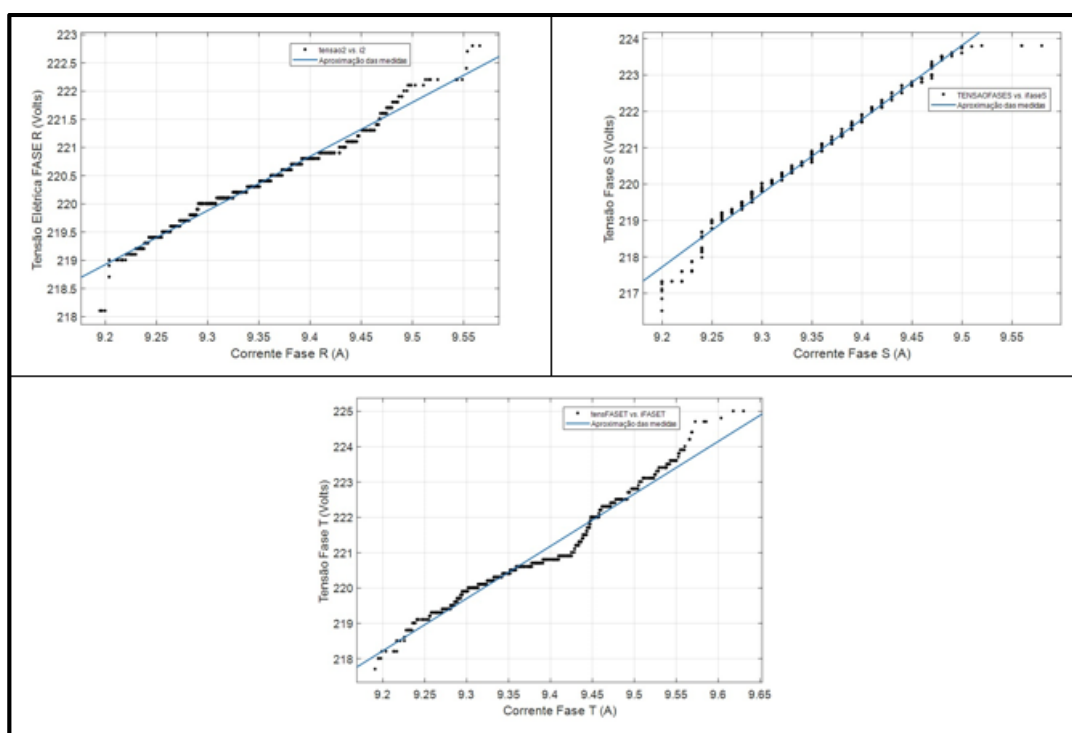 223
222.5
222
221.5
221
220.5
220
219.5
219
218.5
218
Tensão Elétrica FASE R (Volts)
tensao2 vs. i2
Aproximação das medidas
9.2 9.25 9.3 9.35 9.4 9.45 9.5 9.55
Corrente Fase R (A)
224
223
222
221
220
219
218
217
Tensão Fase S (Volts)
TENSAOFASES vs. ifaseS
Aproximação das medidas
9.2 9.25 9.3 9.35 9.4 9.45 9.5 9.55
Corrente Fase S (A)
225
224
223
222
221
220
219
218
Tensão Fase T (Volts)
tensFASET vs. iFASET
Aproximação das medidas
9.2 9.25 9.3 9.35 9.4 9.45 9.5 9.55 9.6 9.65
Corrente Fase T (A)